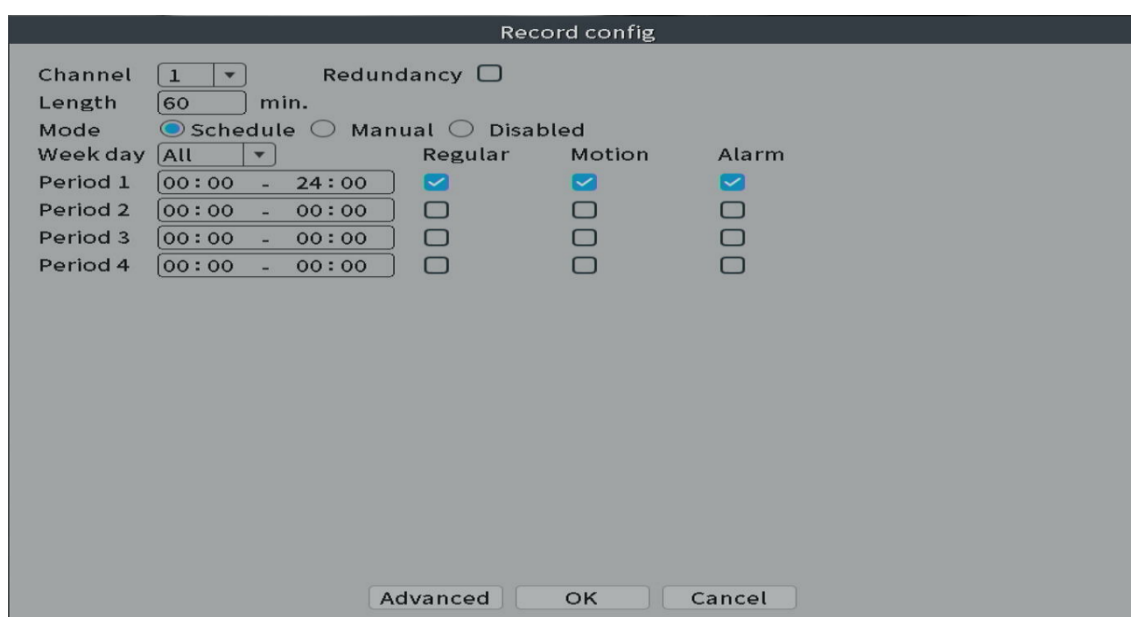 Record config
Channel 1 Redundancy
Length 60 min.
Mode Schedule Manual Disabled
Week day All Regular Motion Alarm
Period 1 00:00 - 24:00
Period 2 00:00 - 00:00
Period 3 00:00 - 00:00
Period 4 00:00 - 00:00
Advanced OK Cancel